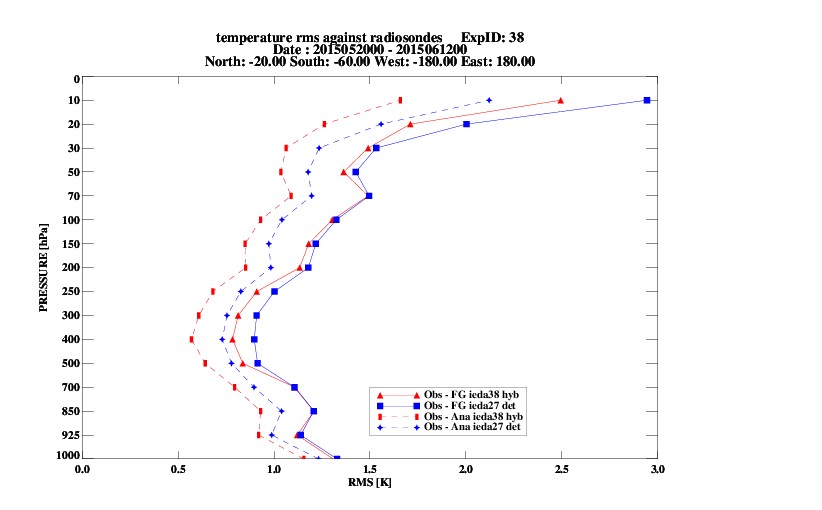 temperature rms against radiosondes ExpID: 38
Date : 2015052000 - 2015061200
North: -20.00 South: -60.00 West: -180.00 East: 180.00
0
10
20
30
50
70
100
150
200
250
300
400
500
700
850
925
1000
PRESSURE [hPa]
Obs - FG ieda38 hyb
Obs - FG ieda27 det
Obs - Ana ieda38 hyb
Obs - Ana ieda27 det
0.0 0.5 1.0 1.5 2.0 2.5 3.0
RMS [K]